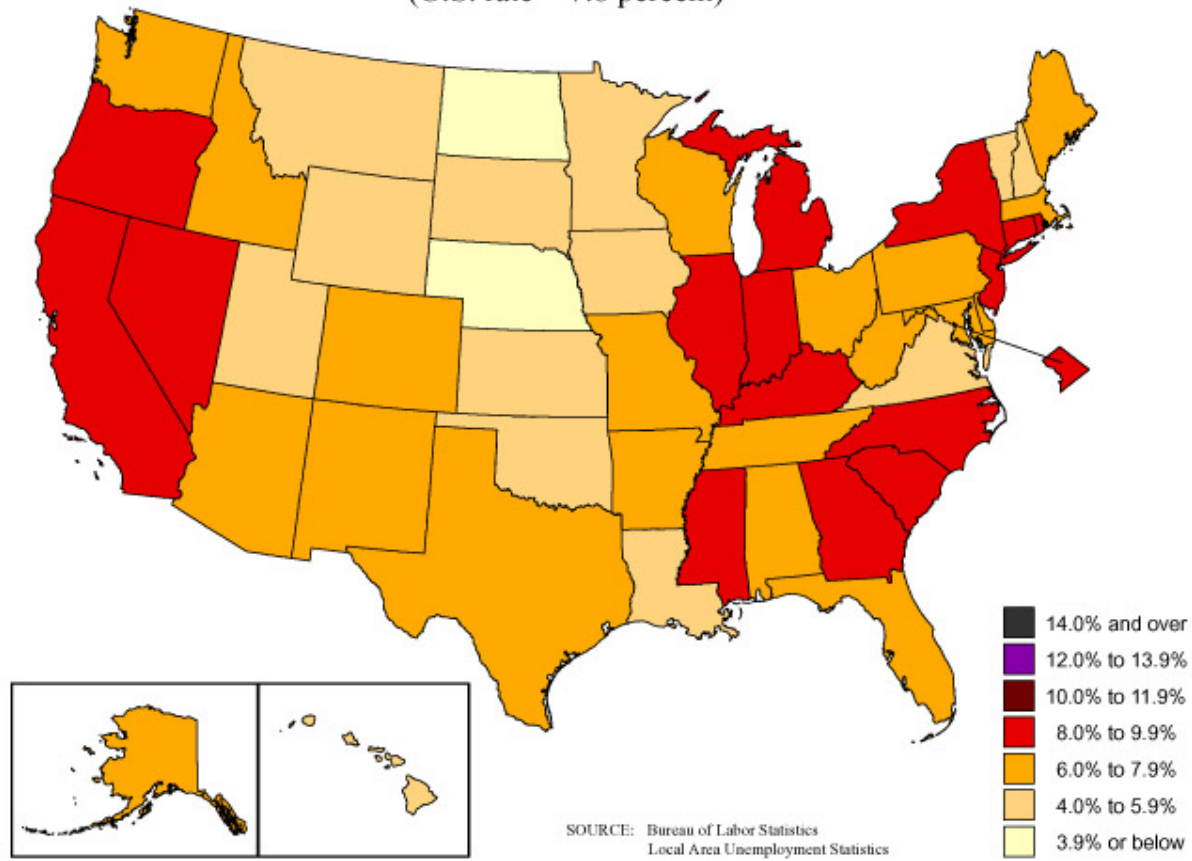 14.0% and over
12.0% to 13.9%
10.0% to 11.9%
8.0% to 9.9%
6.0% to 7.9%
4.0% to 5.9%
3.9% or below
SOURCE: Bureau of Labor Statistics
Local Area Unemployment Statistics